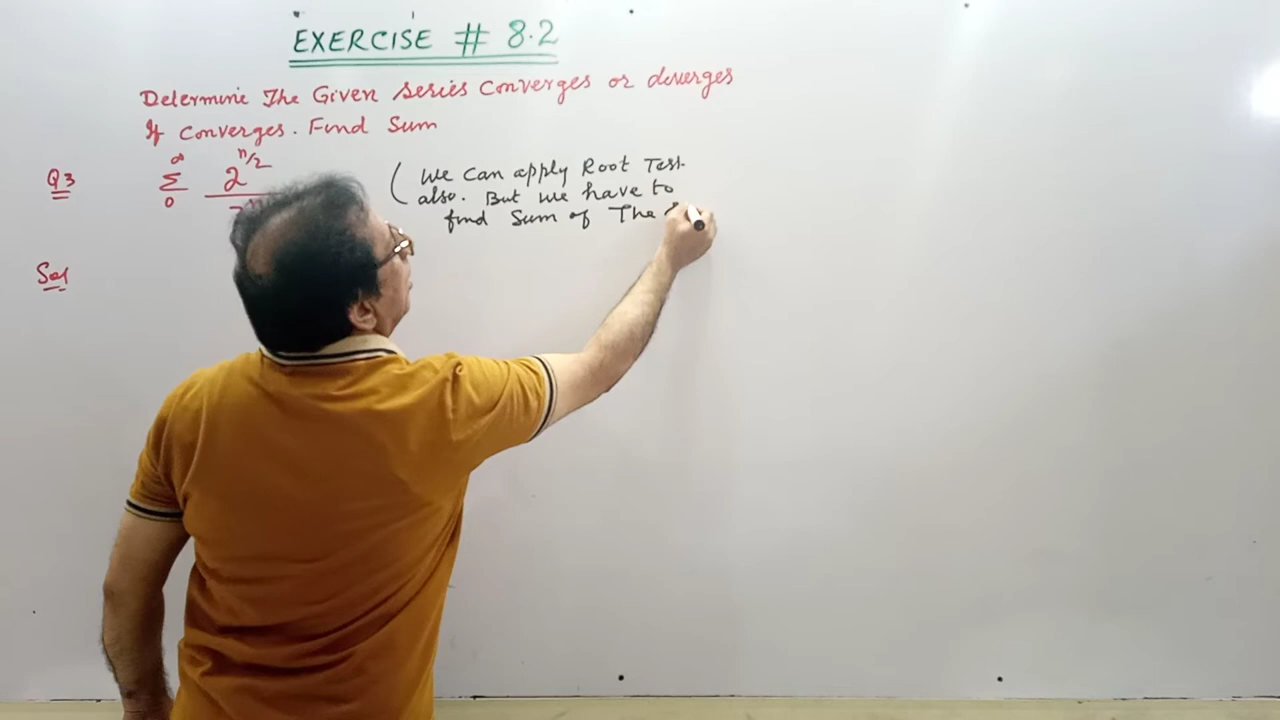 EXERCISE # 8.2
Determine The Given Series Converges or diverges
If Converges. Find Sum
Q3
∞
Σ
0
2^{n/2}
(We Can apply Root Test
also. But we have to
find Sum of The
Sol